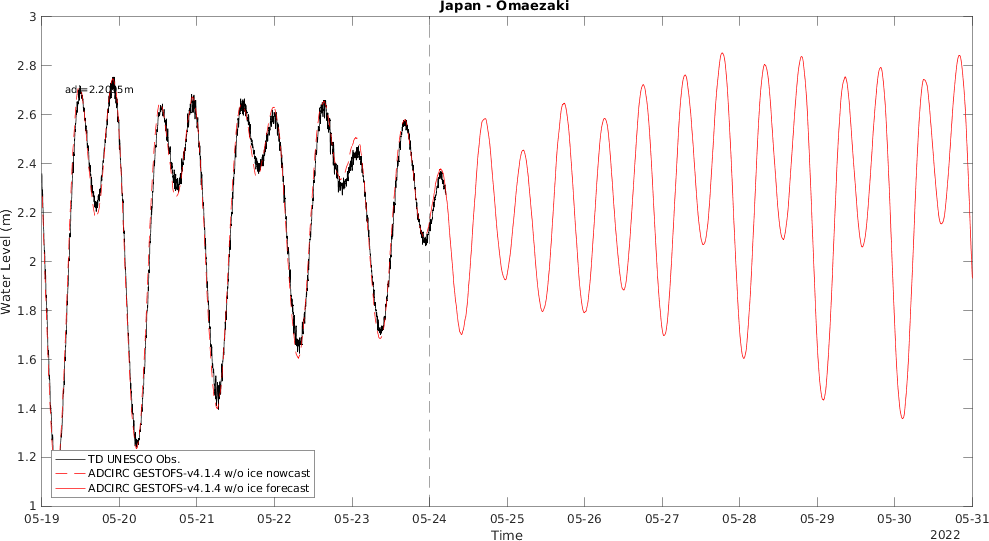 Japan - Omaezaki
3
2.8
2.6
2.4
2.2
2
1.8
1.6
1.4
1.2
1
Water Level (m)
TD UNESCO Obs.
ADCIRC GESTOFS-v4.1.4 w/o ice nowcast
ADCIRC GESTOFS-v4.1.4 w/o ice forecast
05-19 05-20 05-21 05-22 05-23 05-24 05-25 05-26 05-27 05-28 05-29 05-30 05-31
Time
2022